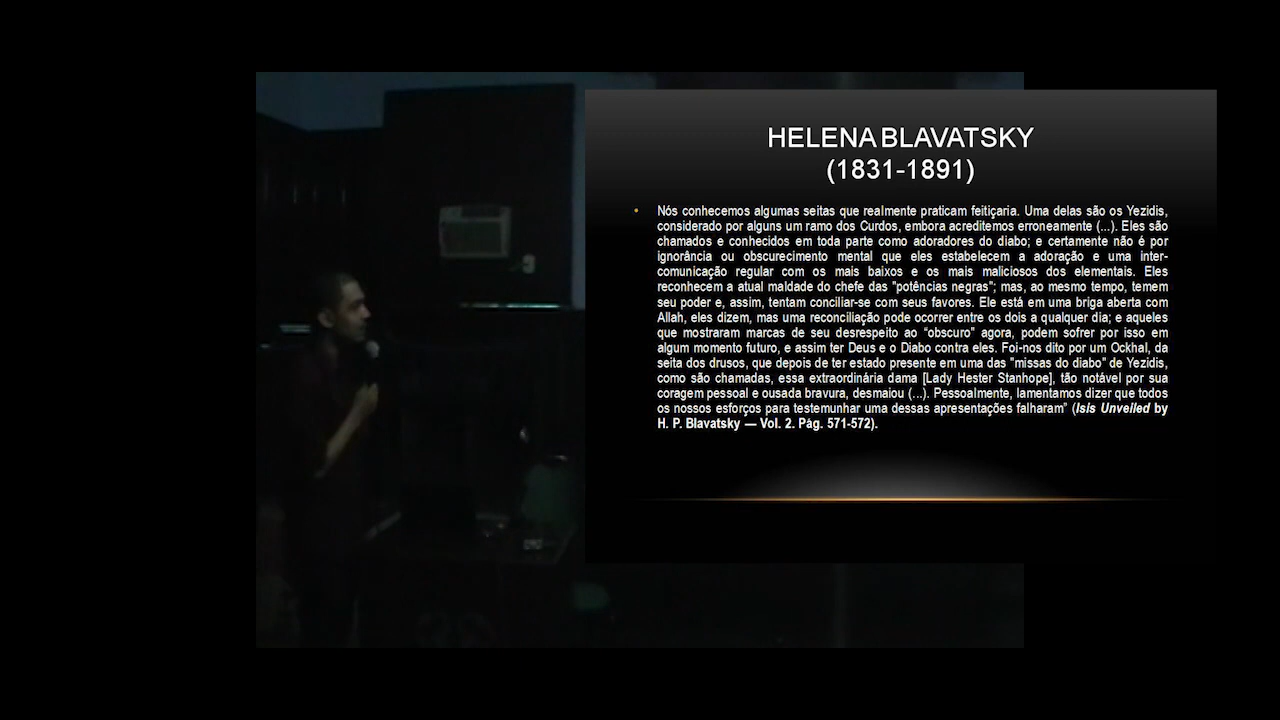 HELENA BLAVATSKY
(1831-1891)
• Nós conhecemos algumas seitas que realmente praticam feitiçaria. Uma delas são os Yezidis,
considerado por alguns um ramo dos Curdos, embora acreditemos erroneamente (...). Eles são
chamados e conhecidos em toda parte como adoradores do diabo; e certamente não é por
ignorância ou obscurecimento mental que eles estabelecem a adoração e uma inter-
comunicação regular com os mais baixos e os mais maliciosos dos elementais. Eles
reconhecem a atual maldade do chefe das "potências negras"; mas, ao mesmo tempo, temem
seu poder e, assim, tentam conciliar-se com seus favores. Ele está em uma briga aberta com
Allah, eles dizem, mas uma reconciliação pode ocorrer entre os dois a qualquer dia; e aqueles
que mostraram marcas de seu desrespeito ao "obscuro" agora, podem sofrer por isso em
algum momento futuro, e assim ter Deus e o Diabo contra eles. Foi-nos dito por um Ockhal, da
seita dos drusos, que depois de ter estado presente em uma das "missas do diabo" de Yezidis,
como são chamadas, essa extraordinária dama [Lady Hester Stanhope], tão notável por sua
coragem pessoal e ousada bravura, desmaiou (...). Pessoalmente, lamentamos dizer que todos
os nossos esforços para testemunhar uma dessas apresentações falharam" (Isis Unveiled by
H. P. Blavatsky — Vol. 2. Pág. 571-572).